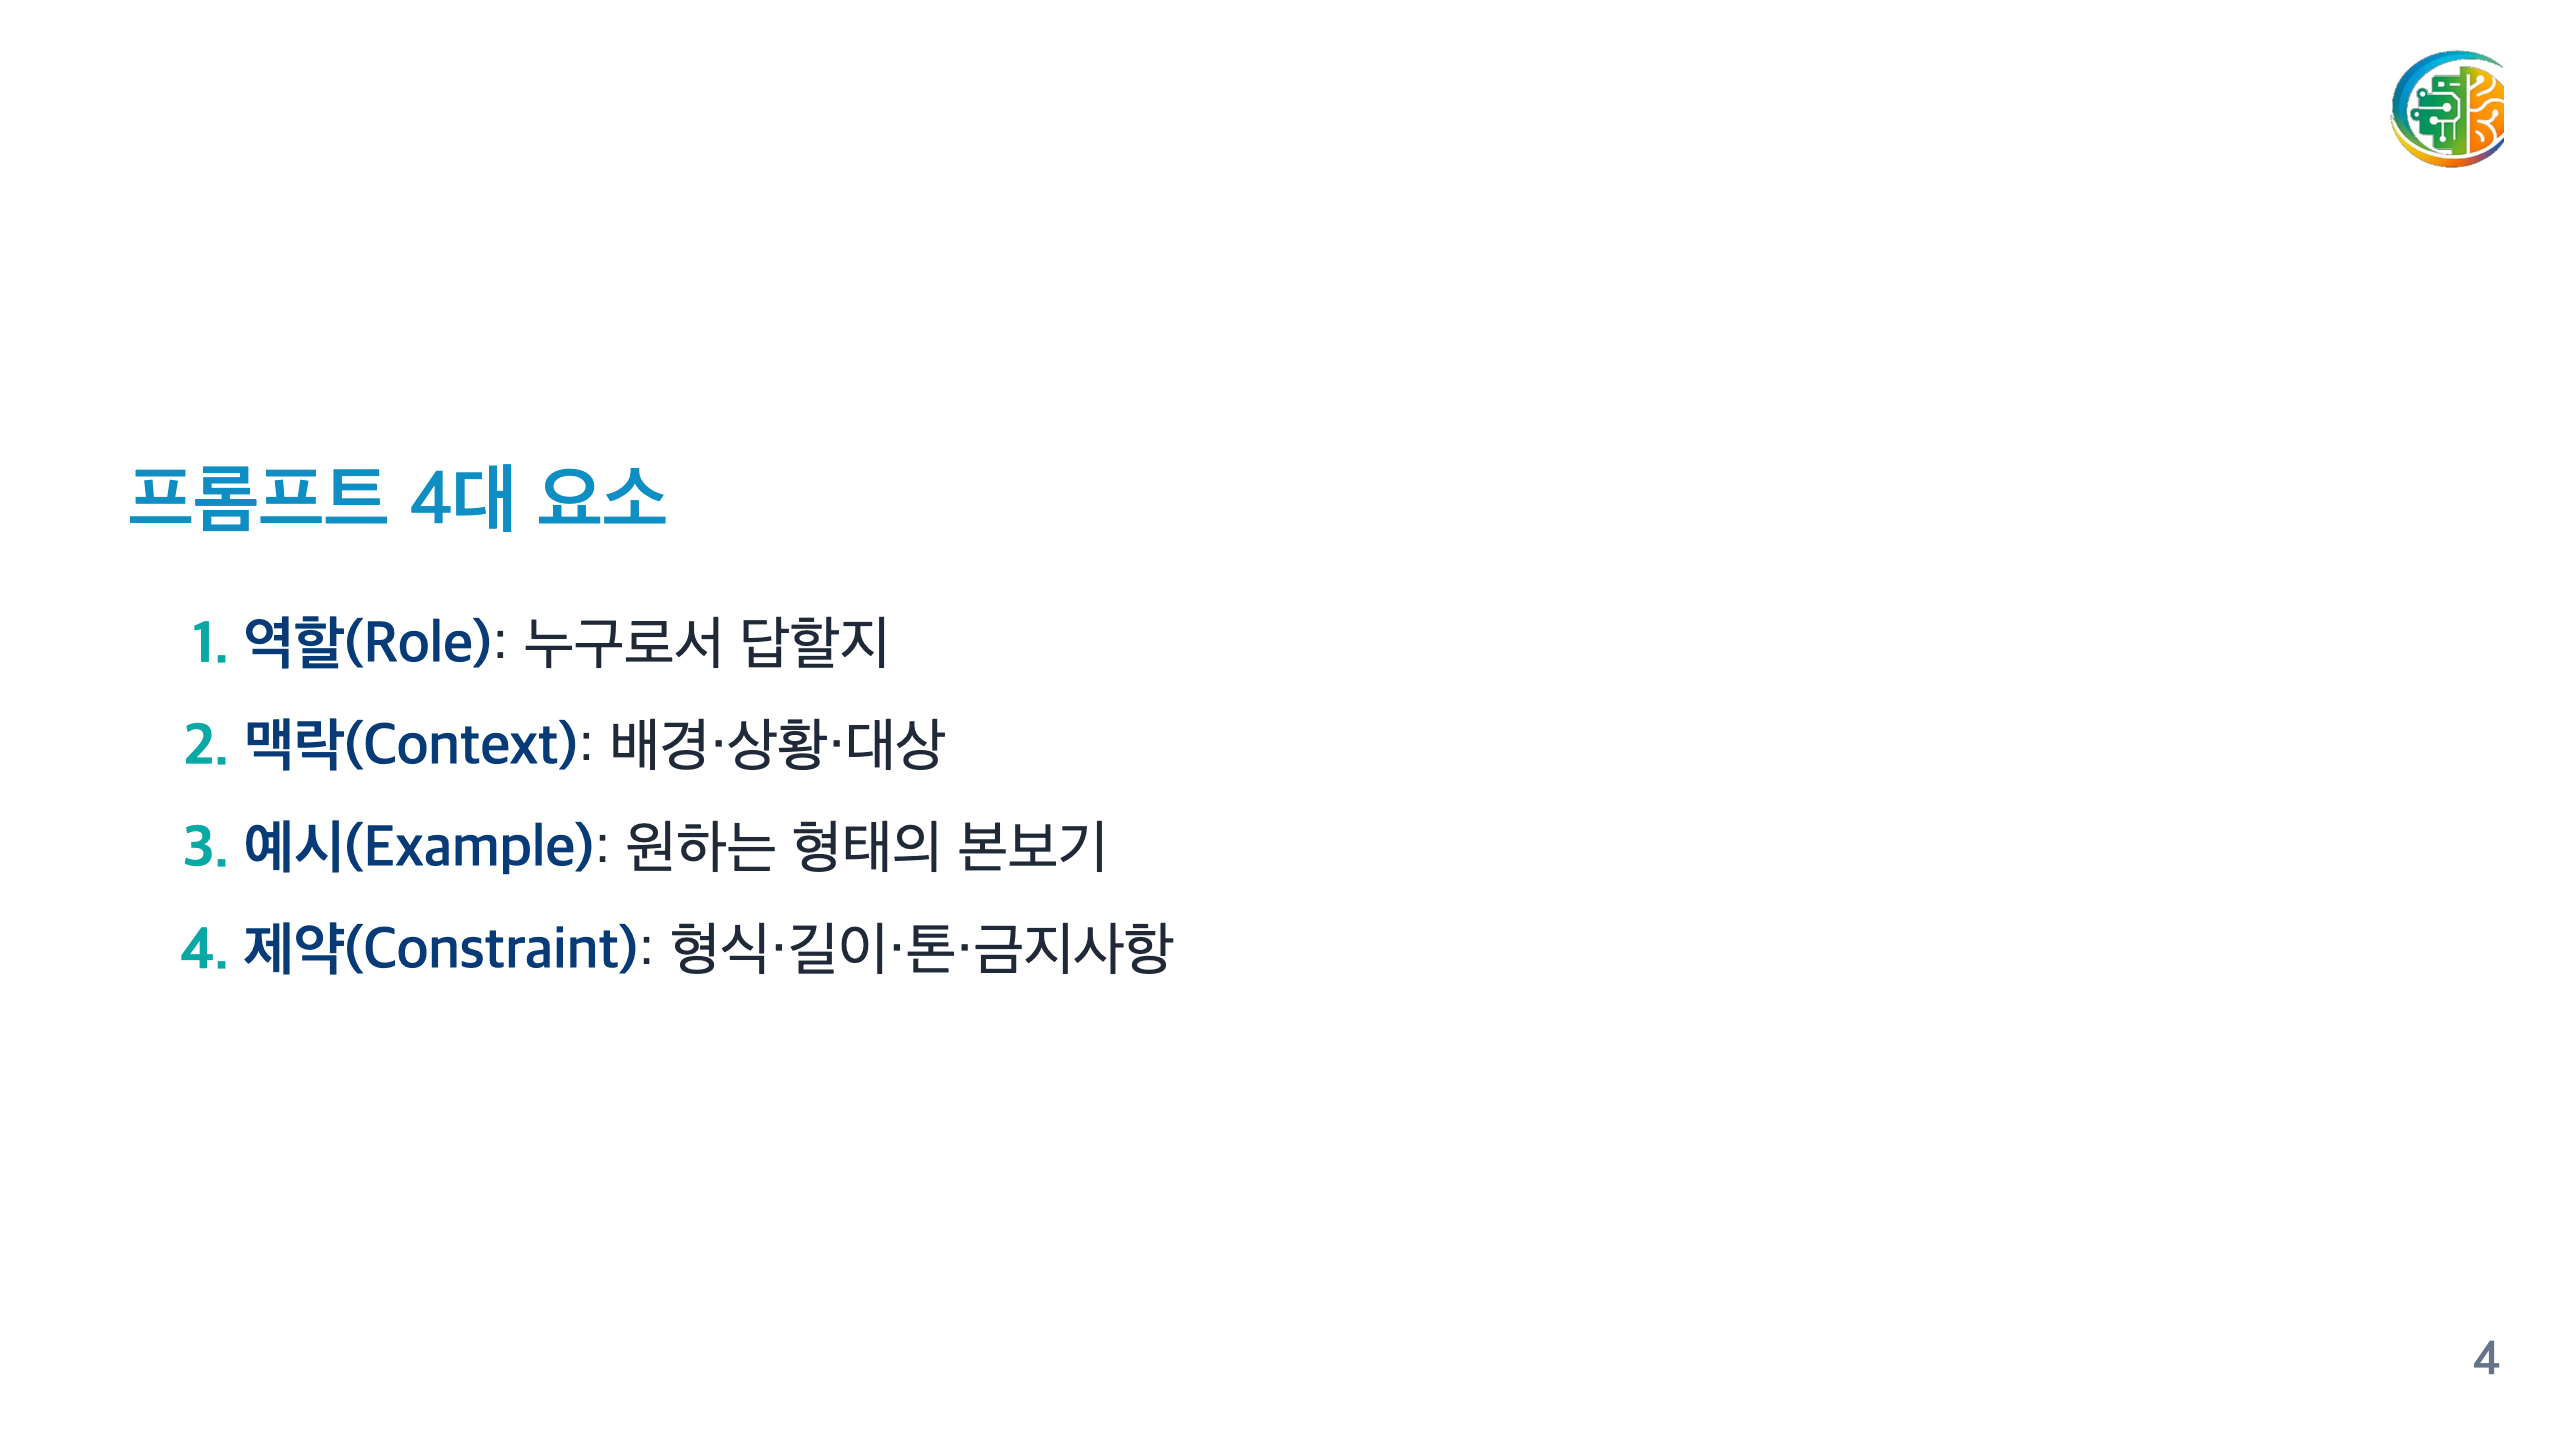 프롬프트 4대 요소
1. 역할(Role): 누구로서 답할지
2. 맥락(Context): 배경·상황·대상
3. 예시(Example): 원하는 형태의 본보기
4. 제약(Constraint): 형식·길이·톤·금지사항
4